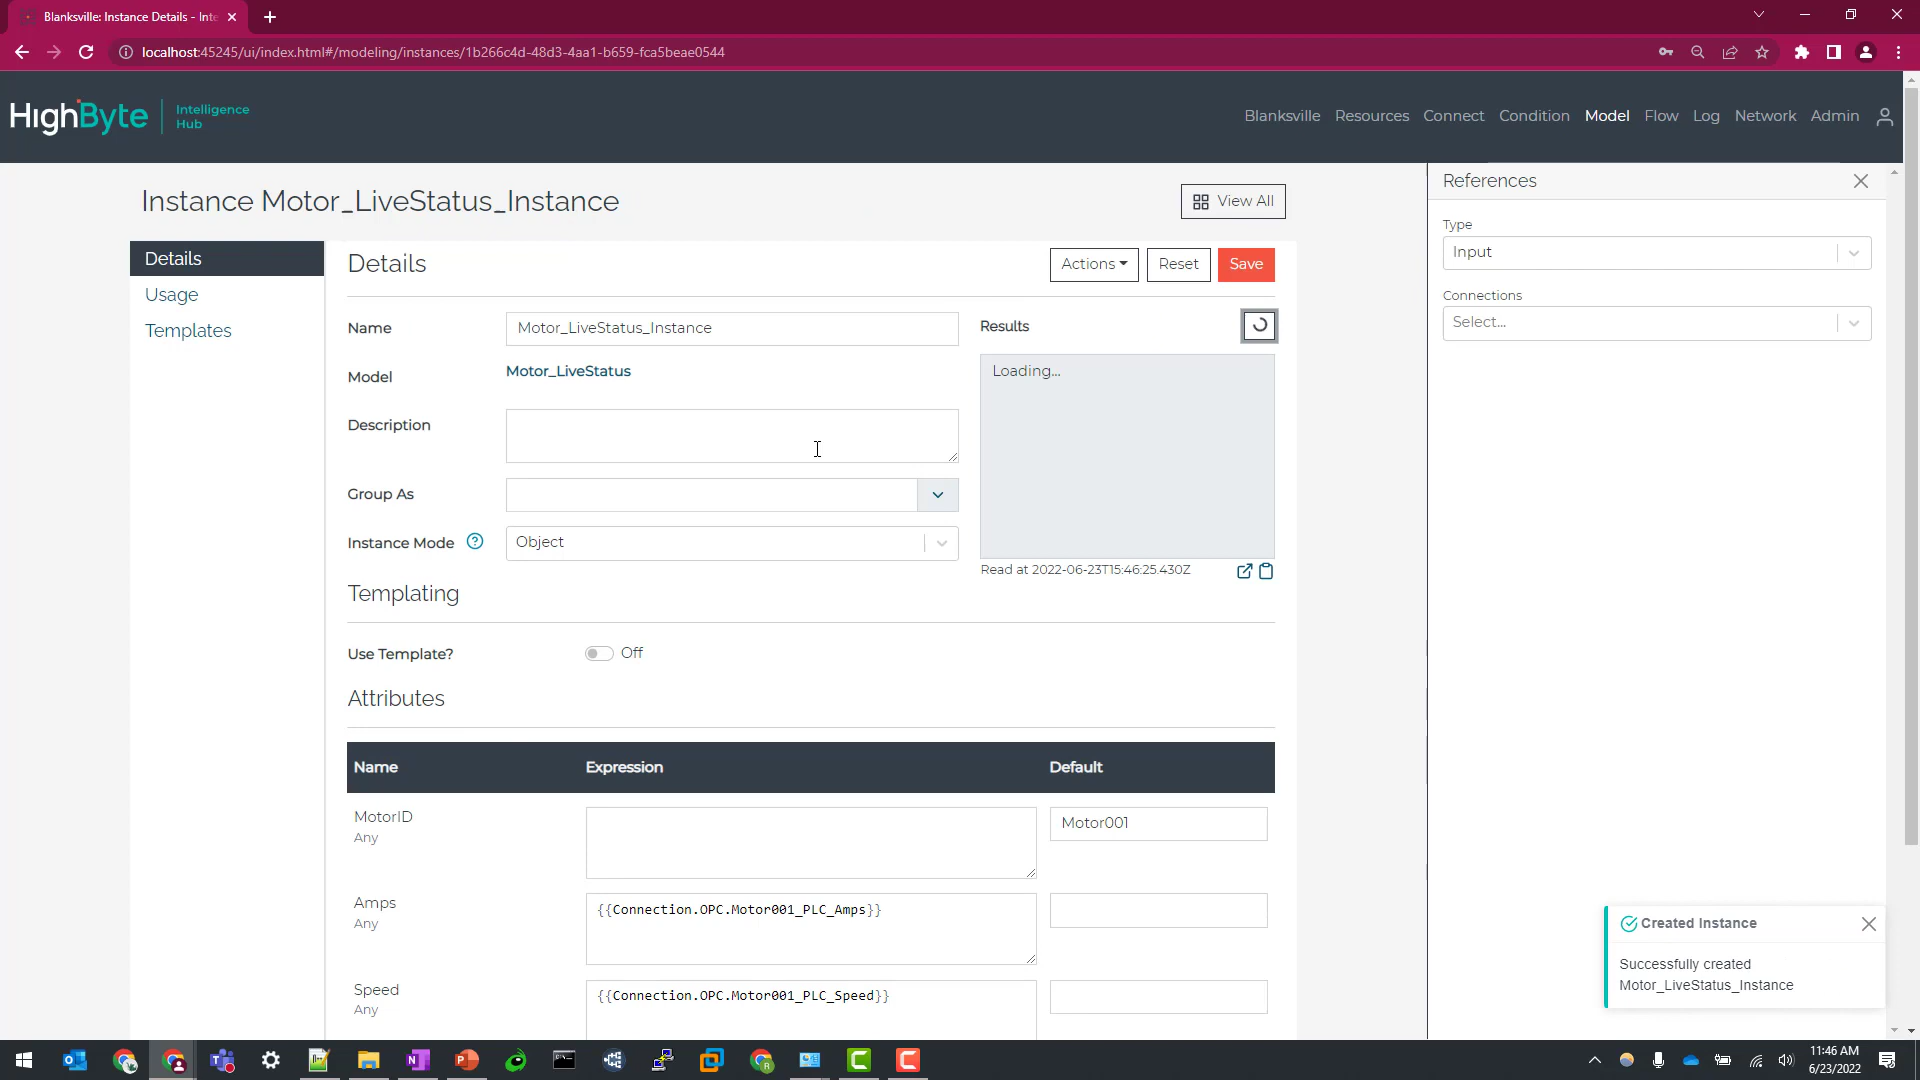 Blanksville: Instance Details - Inte
localhost:45245/ui/index.html#/modeling/instances/1b266c4d-48d3-4aa1-b659-fca5beae0544
HighByte Intelligence Hub
Blanksville Resources Connect Condition Model Flow Log Network Admin
Instance Motor_LiveStatus_Instance
View All
References
Type
Input
Connections
Select...
Details
Usage
Templates
Details
Actions Reset Save
Name Motor_LiveStatus_Instance
Results
Loading...
Model Motor_LiveStatus
Description
Group As
Instance Mode Object
Read at 2022-06-23T15:46:25.430Z
Templating
Use Template? Off
Attributes
Name Expression Default
MotorID
Any
Motor001
Amps
Any
{{Connection.OPC.Motor001_PLC_Amps}}
Speed
Any
{{Connection.OPC.Motor001_PLC_Speed}}
Created Instance
Successfully created
Motor_LiveStatus_Instance
11:46 AM
6/23/2022